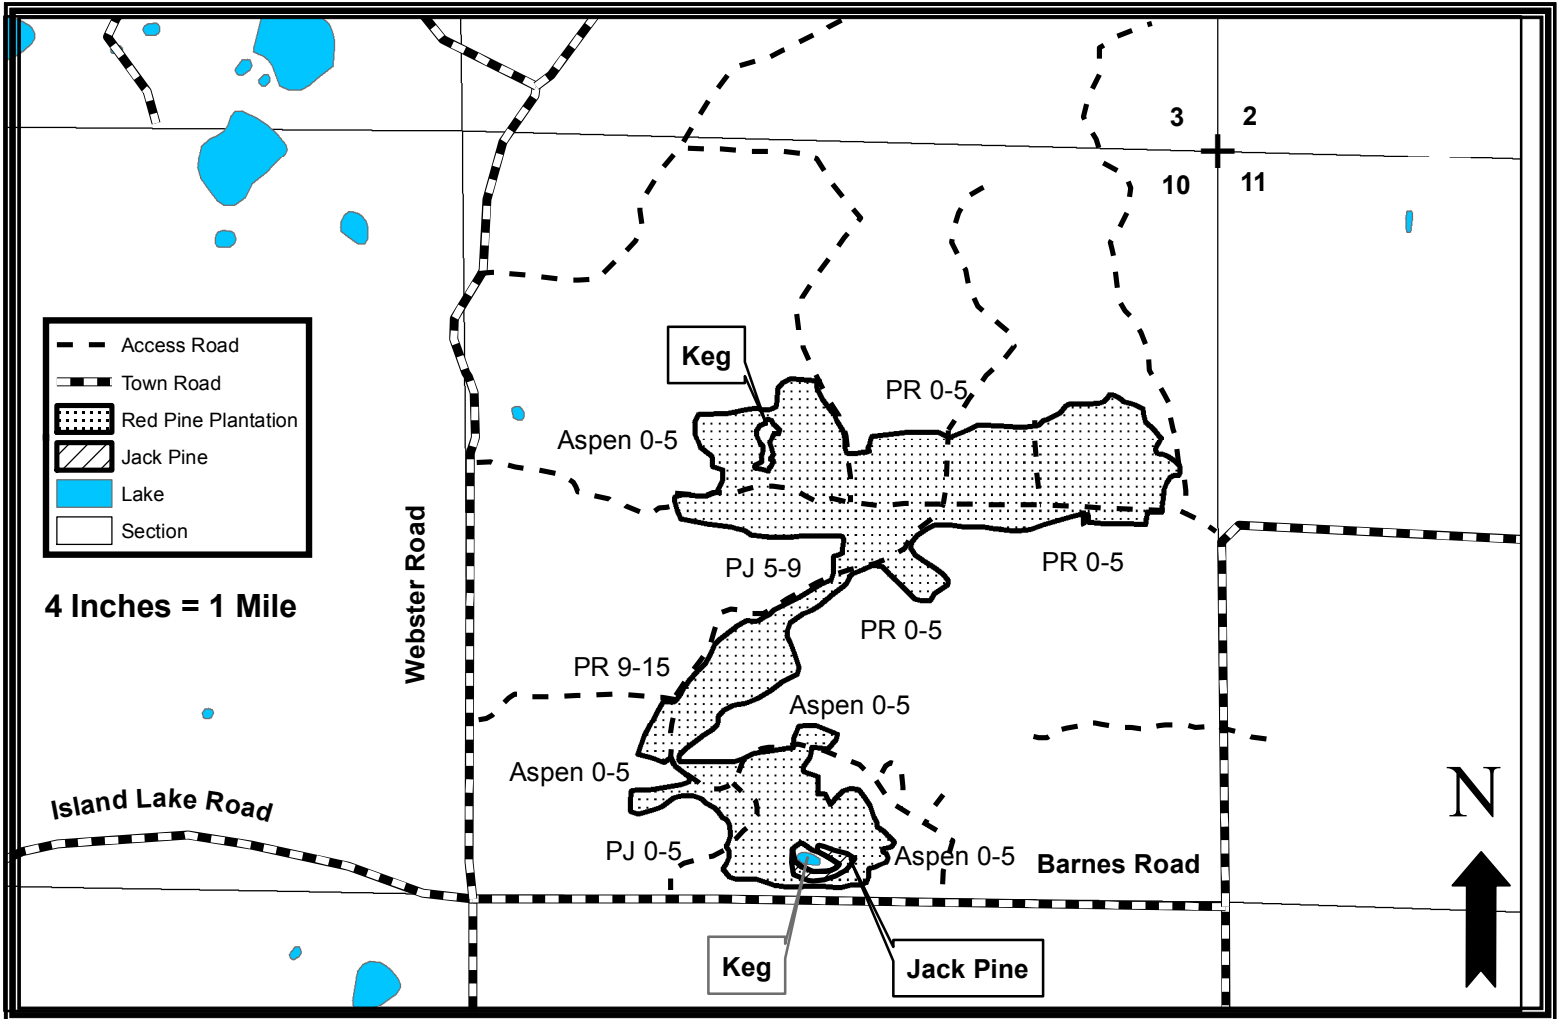 3 2
10 11
Keg
PR 0-5
Aspen 0-5
Access Road
Town Road
Red Pine Plantation
Jack Pine
Lake
Section
4 Inches = 1 Mile
Webster Road
PJ 5-9
PR 0-5
PR 0-5
PR 9-15
Aspen 0-5
Aspen 0-5
Island Lake Road
N
PJ 0-5
Aspen 0-5
Barnes Road
Keg
Jack Pine